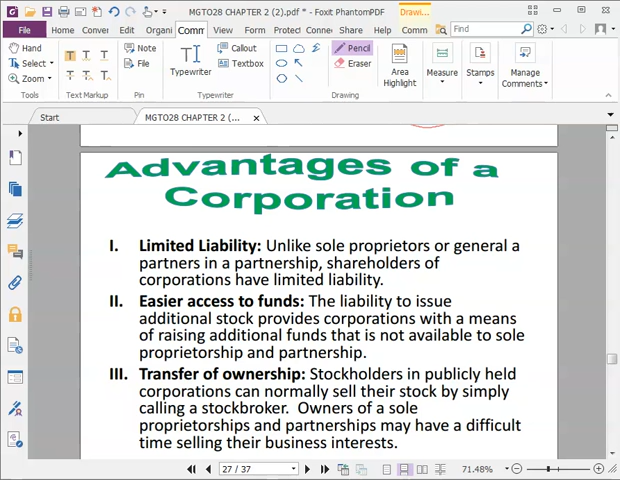 MGTO28 CHAPTER 2 (2).pdf * - Foxit PhantomPDF
Drawi...
File Home Conver Edit Organi Comm View Form Protec Share Connec Help Comm
Find
Hand
Select
Zoom
Tools
Text Markup
Note
File
Pin
Typewriter
Callout
Textbox
Typewriter
Pencil
Eraser
Drawing
Area
Highlight
Measure
Stamps
Manage
Comments
Start MGTO28 CHAPTER 2 (...
Advantages of a
Corporation
I. Limited Liability: Unlike sole proprietors or general a
partners in a partnership, shareholders of
corporations have limited liability.
II. Easier access to funds: The liability to issue
additional stock provides corporations with a means
of raising additional funds that is not available to sole
proprietorship and partnership.
III. Transfer of ownership: Stockholders in publicly held
corporations can normally sell their stock by simply
calling a stockbroker. Owners of a sole
proprietorships and partnerships may have a difficult
time selling their business interests.
27 / 37
71.48%